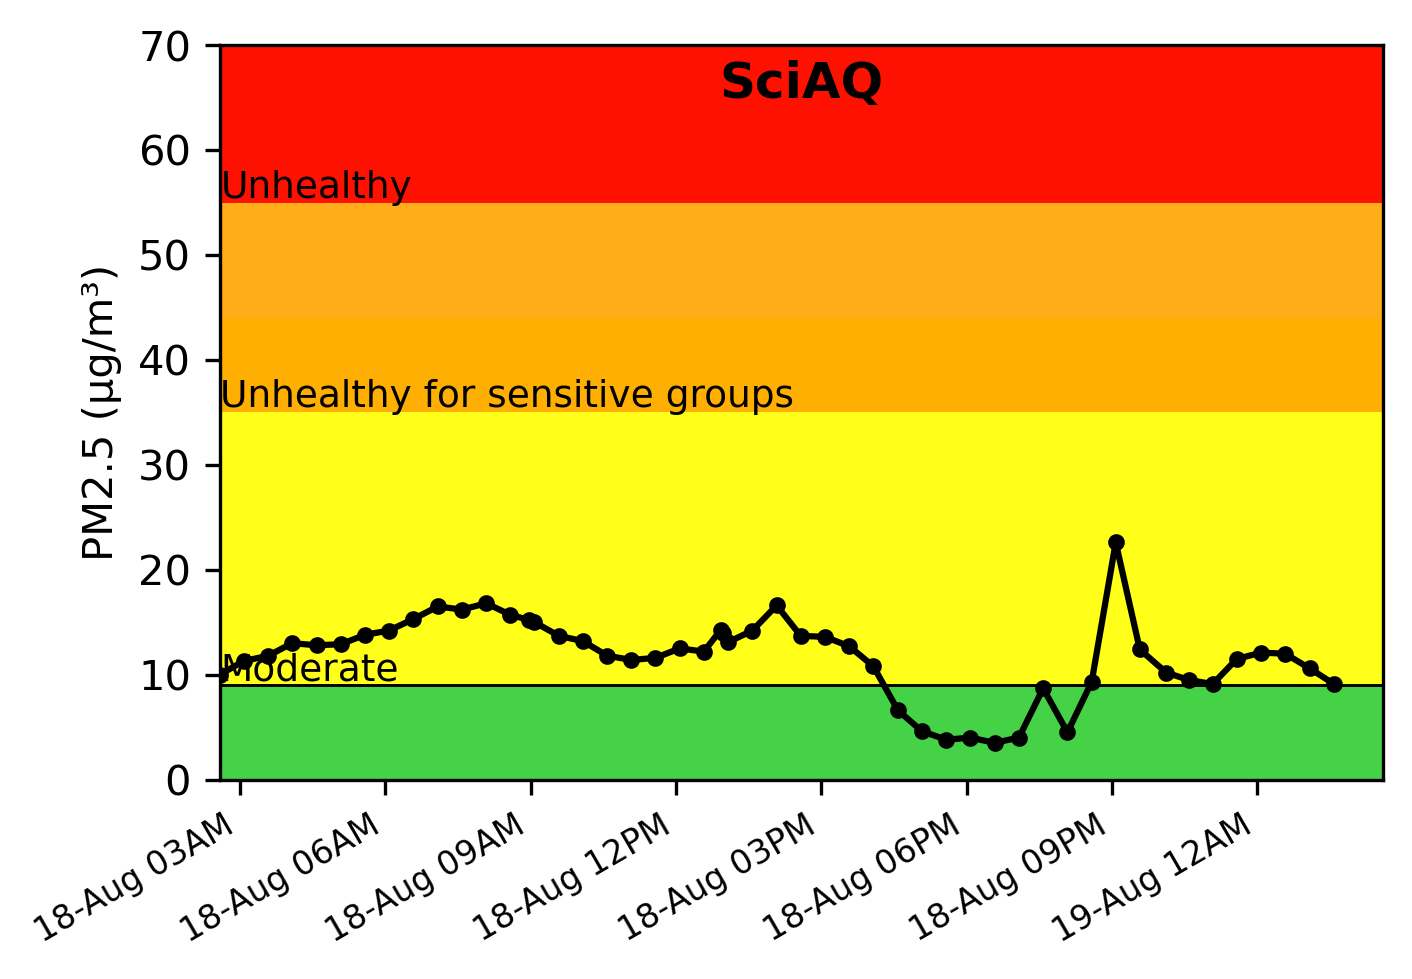 SciAQ
70
60
50
40
30
20
10
0
PM2.5 (µg/m³)
Unhealthy
Unhealthy for sensitive groups
Moderate
18-Aug 03AM
18-Aug 06AM
18-Aug 09AM
18-Aug 12PM
18-Aug 03PM
18-Aug 06PM
18-Aug 09PM
19-Aug 12AM